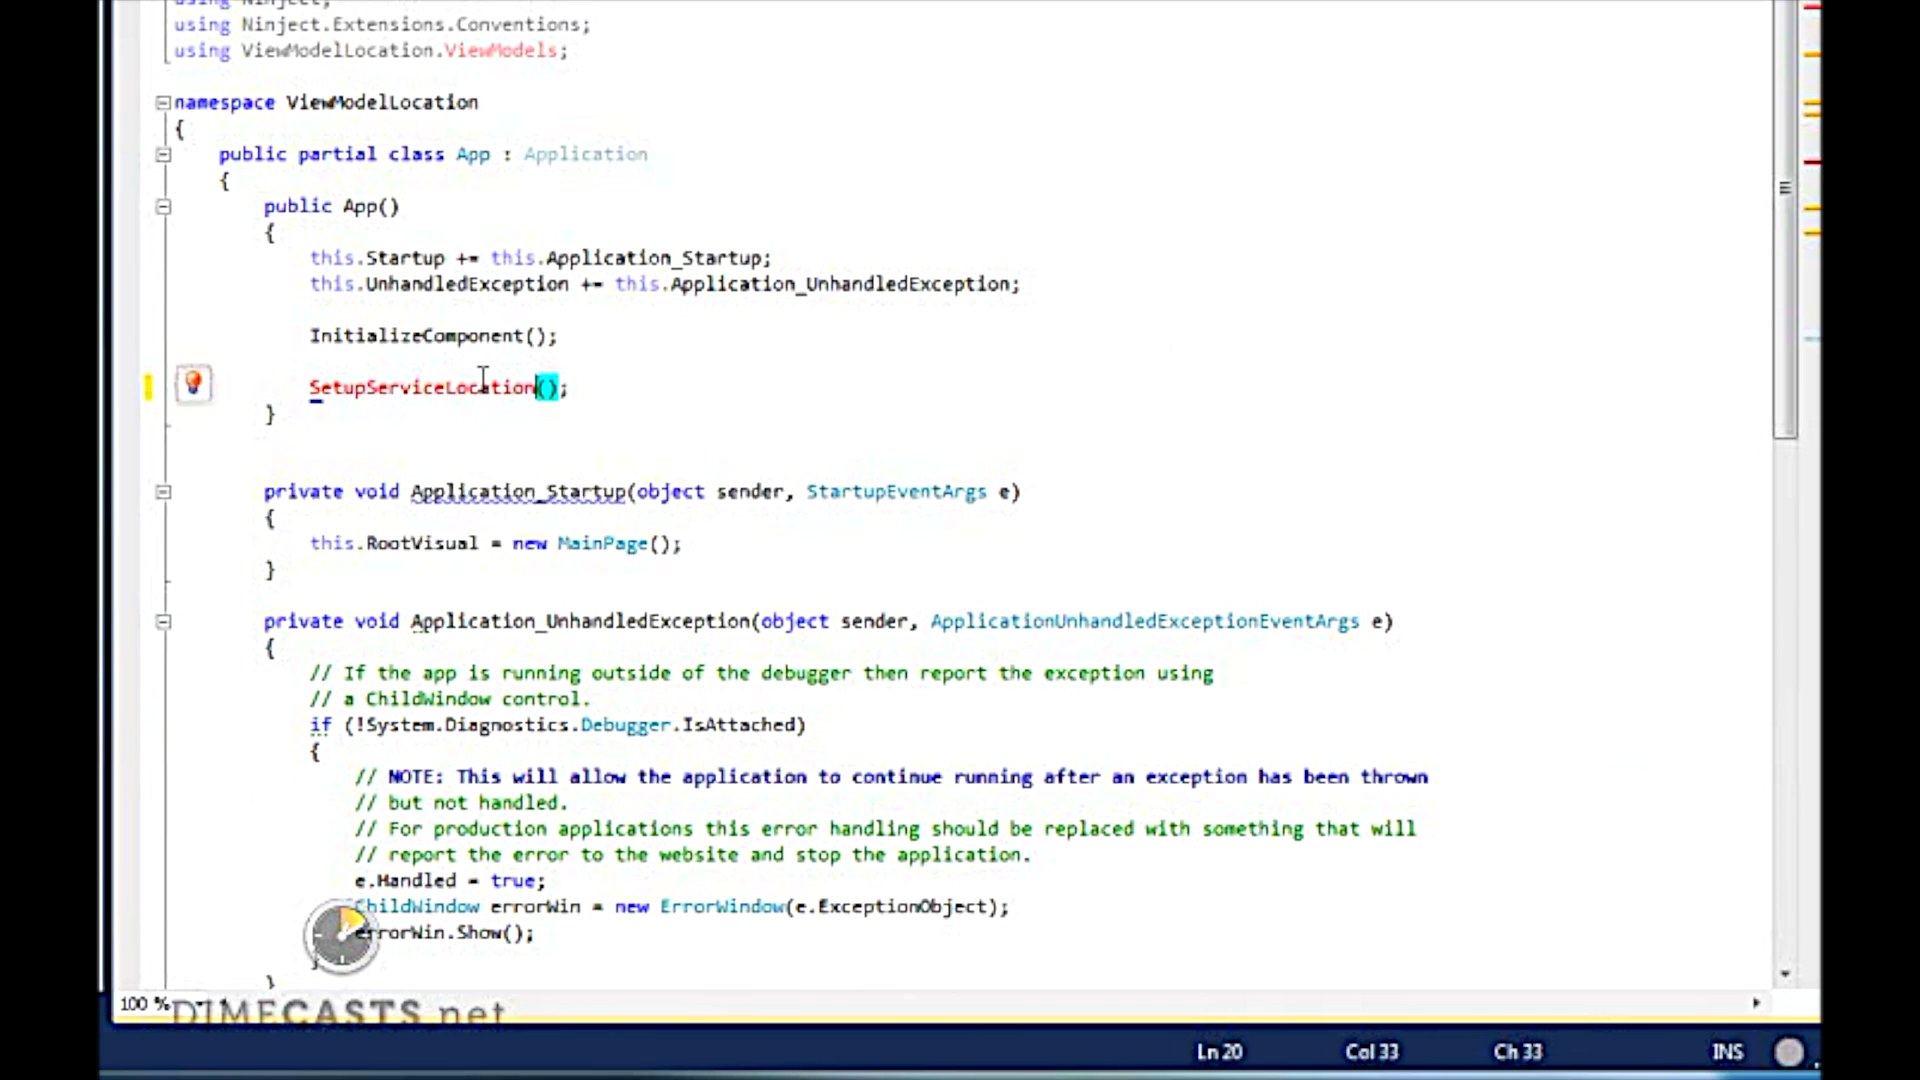 using Ninject;
using Ninject.Extensions.Conventions;
using ViewModelLocation.ViewModels;
namespace ViewModelLocation
{
public partial class App : Application
{
public App()
{
this.Startup += this.Application_Startup;
this.UnhandledException += this.Application_UnhandledException;
InitializeComponent();
SetupServiceLocation();
}
private void Application_Startup(object sender, StartupEventArgs e)
{
this.RootVisual = new MainPage();
}
private void Application_UnhandledException(object sender, ApplicationUnhandledExceptionEventArgs e)
{
// If the app is running outside of the debugger then report the exception using
// a ChildWindow control.
if (!System.Diagnostics.Debugger.IsAttached)
{
// NOTE: This will allow the application to continue running after an exception has been thrown
// but not handled.
// For production applications this error handling should be replaced with something that will
// report the error to the website and stop the application.
e.Handled = true;
ChildWindow errorWin = new ErrorWindow(e.ExceptionObject);
errorWin.Show();
}
}
100 %
DIMECASTS.net
Ln 20 Col 33 Ch 33 INS